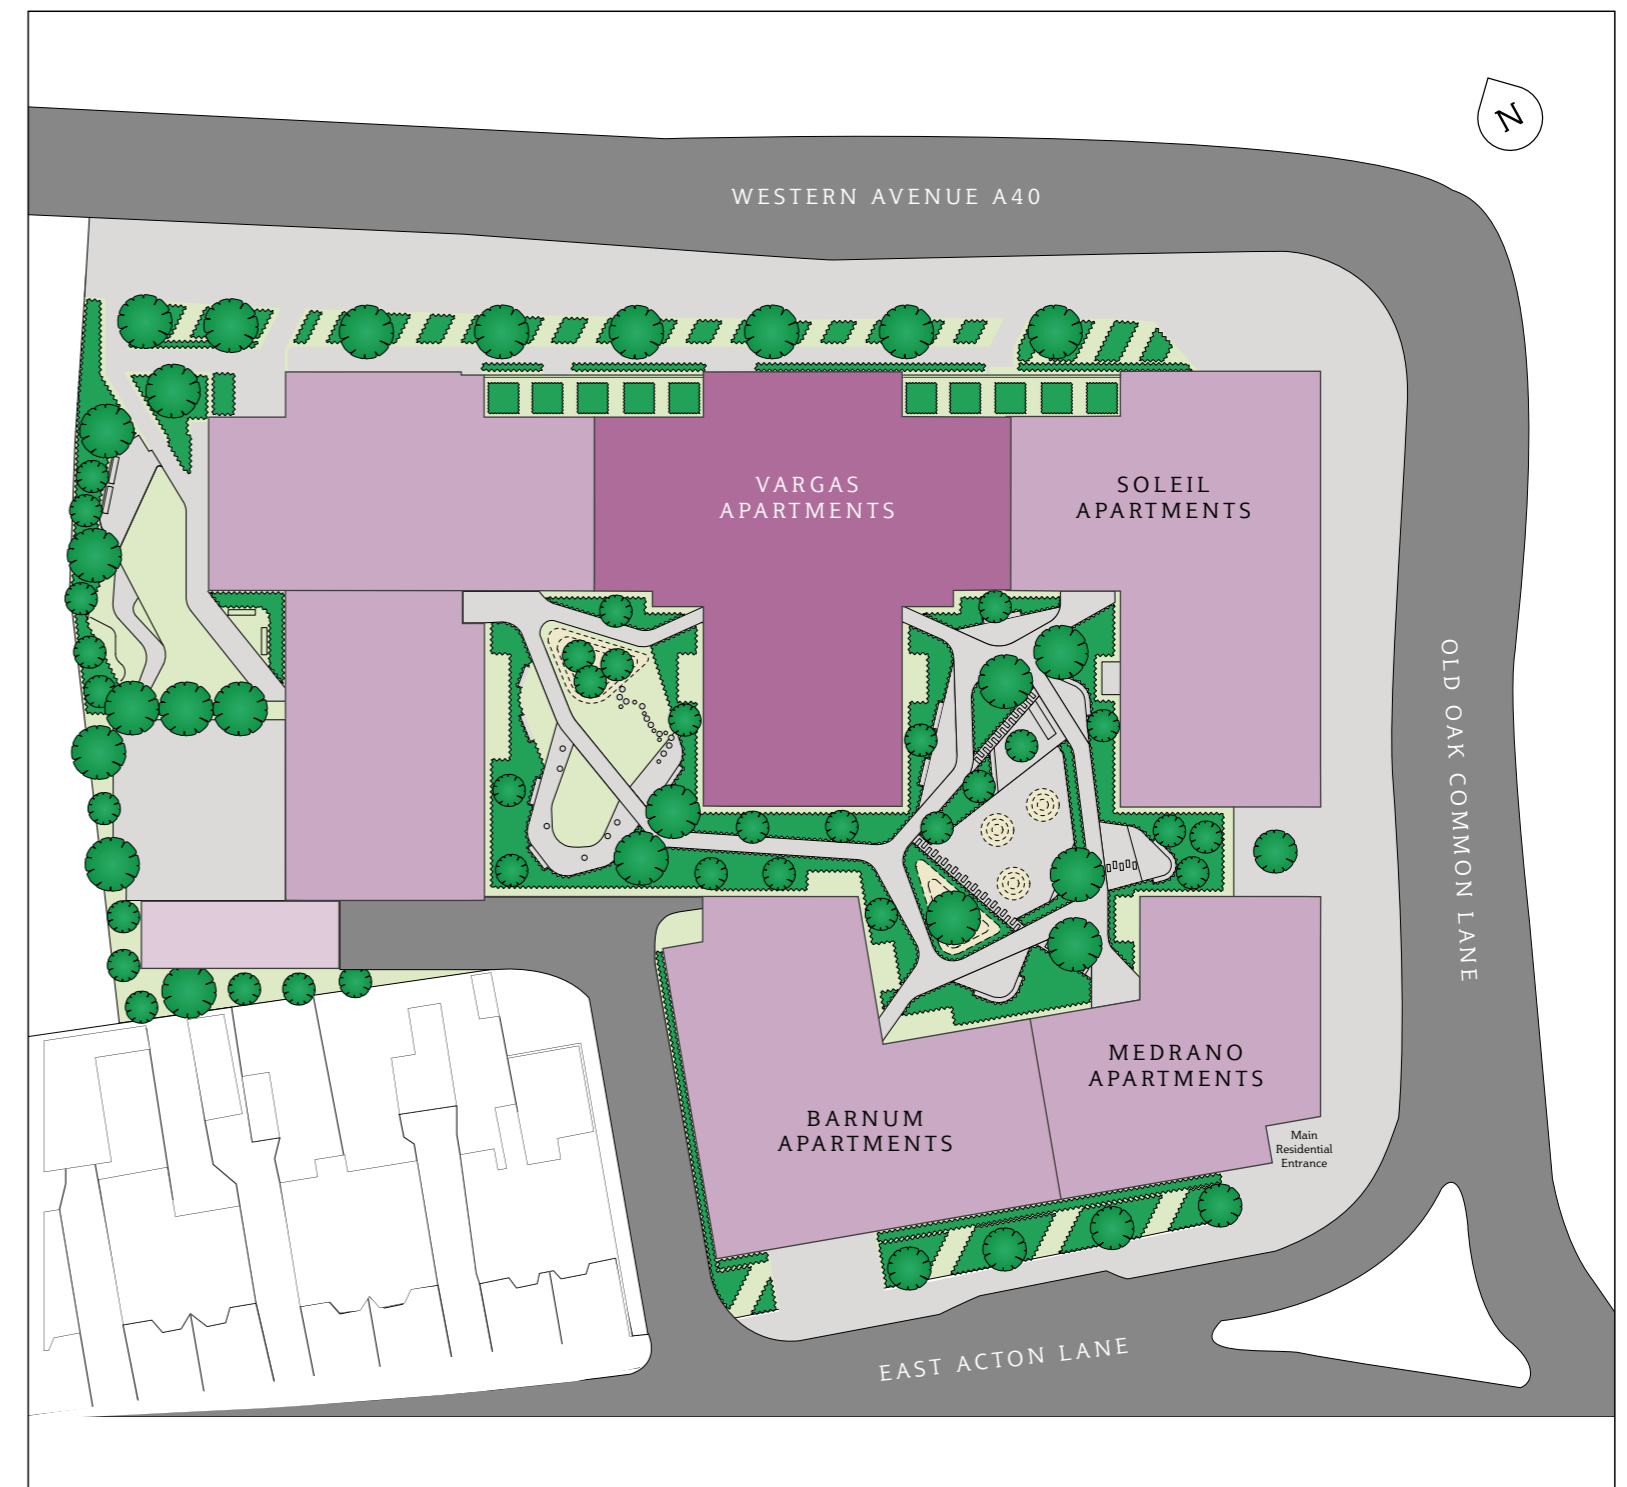 N
WESTERN AVENUE A40
VARGAS
APARTMENTS
SOLEIL
APARTMENTS
OLD OAK COMMON LANE
MEDRANO
APARTMENTS
BARNUM
APARTMENTS
Main
Residential
Entrance
EAST ACTON LANE